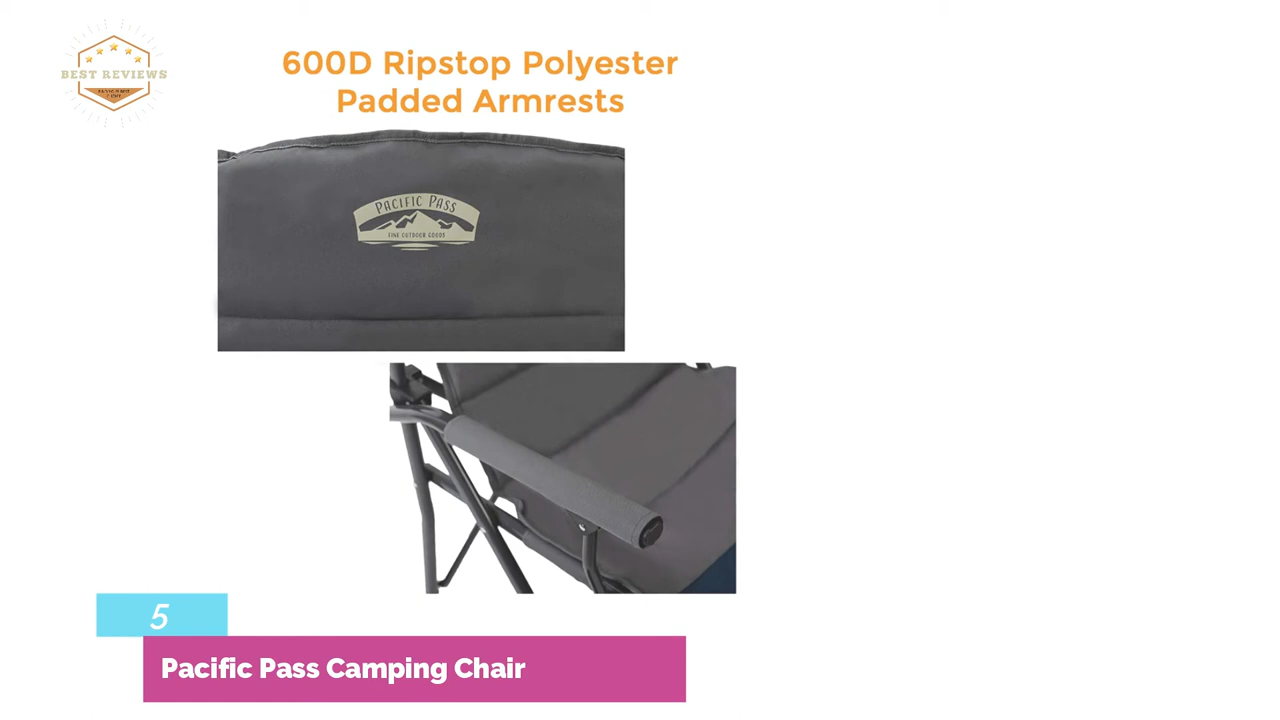 600D Ripstop Polyester
Padded Armrests
BEST REVIEWS
PACIFIC PASS
FINE OUTDOOR GOODS
5
Pacific Pass Camping Chair